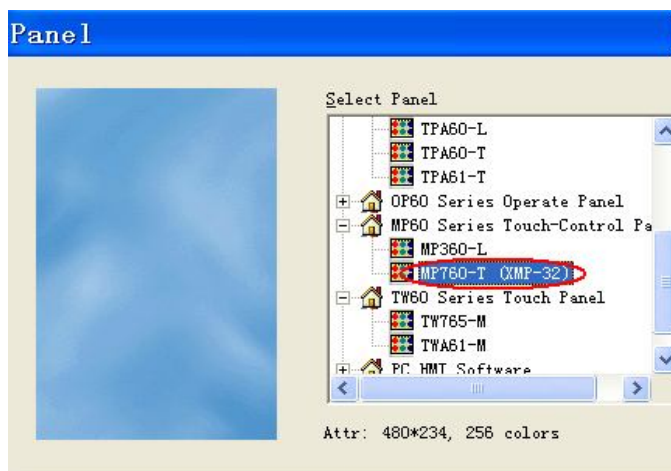 Panel
Select Panel
TPA60-L
TPA60-T
TPA61-T
OP60 Series Operate Panel
MP60 Series Touch-Control Pa
MP360-L
MP760-T (XMP-32)
TW60 Series Touch Panel
TW765-M
TWA61-M
PC HMI Software
Attr: 480*234, 256 colors